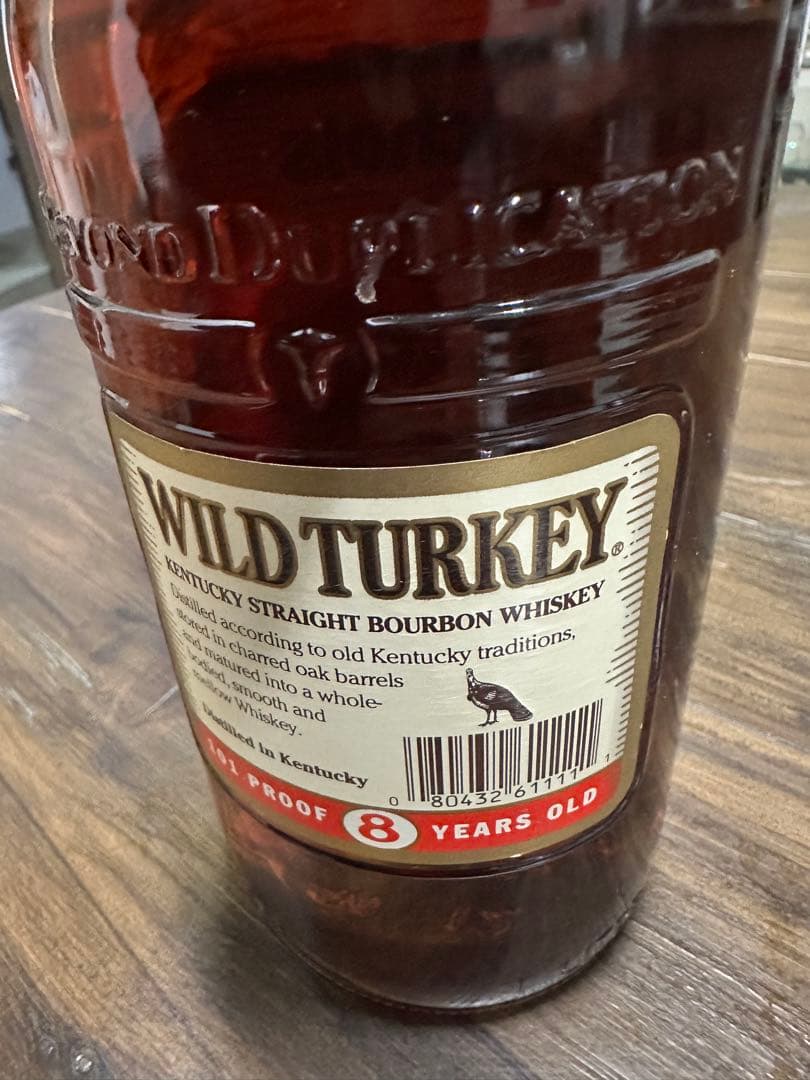 BEYOND DUPLICATION
WILD TURKEY®
KENTUCKY STRAIGHT BOURBON WHISKEY
Distilled according to old Kentucky traditions,
stored in charred oak barrels
and matured into a whole-
bodied, smooth and
mellow Whiskey.
Distilled in Kentucky
0 80432 61111 1
101 PROOF 8 YEARS OLD